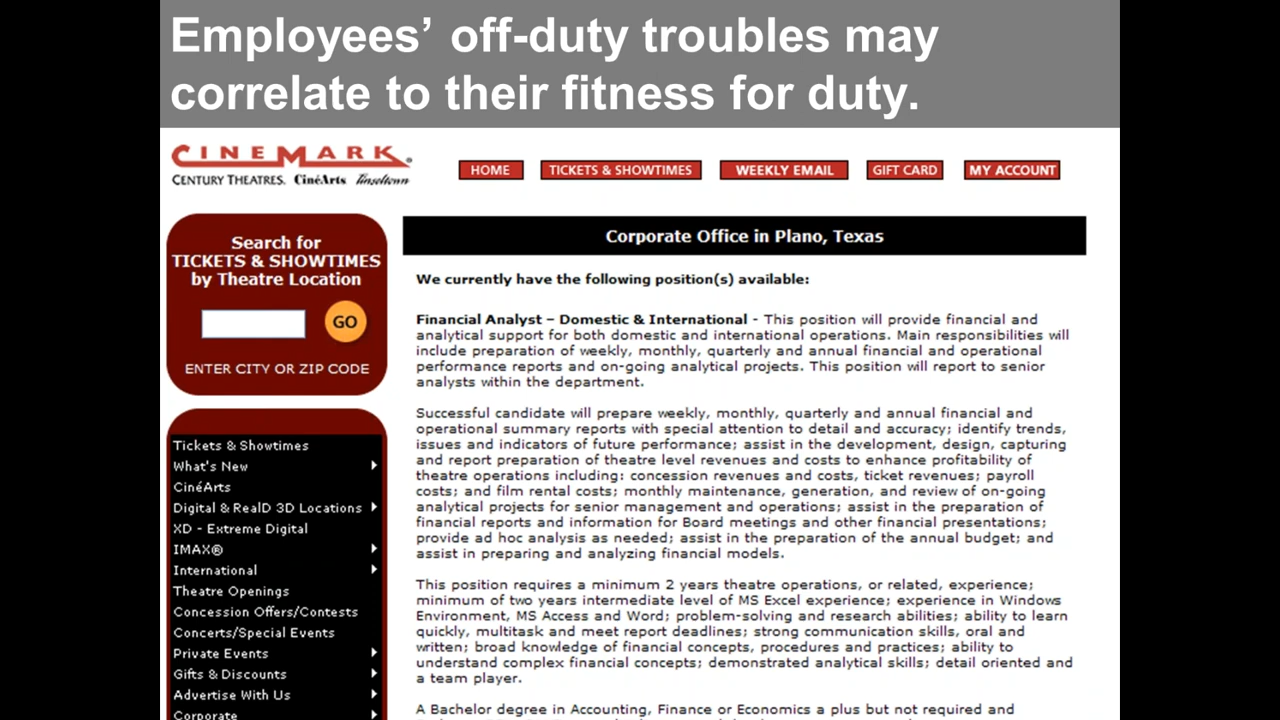 Employees’ off-duty troubles may
correlate to their fitness for duty.
CINEMARK
CENTURY THEATRES. CinéArts Tinseltown
HOME
TICKETS & SHOWTIMES
WEEKLY EMAIL
GIFT CARD
MY ACCOUNT
Search for
TICKETS & SHOWTIMES
by Theatre Location
GO
ENTER CITY OR ZIP CODE
Tickets & Showtimes
What's New
CinéArts
Digital & RealD 3D Locations
XD - Extreme Digital
IMAX®
International
Theatre Openings
Concession Offers/Contests
Concerts/Special Events
Private Events
Gifts & Discounts
Advertise With Us
Corporate
Corporate Office in Plano, Texas
We currently have the following position(s) available:
Financial Analyst – Domestic & International - This position will provide financial and
analytical support for both domestic and international operations. Main responsibilities will
include preparation of weekly, monthly, quarterly and annual financial and operational
performance reports and on-going analytical projects. This position will report to senior
analysts within the department.
Successful candidate will prepare weekly, monthly, quarterly and annual financial and
operational summary reports with special attention to detail and accuracy; identify trends,
issues and indicators of future performance; assist in the development, design, capturing
and report preparation of theatre level revenues and costs to enhance profitability of
theatre operations including: concession revenues and costs, ticket revenues; payroll
costs; and film rental costs; monthly maintenance, generation, and review of on-going
analytical projects for senior management and operations; assist in the preparation of
financial reports and information for Board meetings and other financial presentations;
provide ad hoc analysis as needed; assist in the preparation of the annual budget; and
assist in preparing and analyzing financial models.
This position requires a minimum 2 years theatre operations, or related, experience;
minimum of two years intermediate level of MS Excel experience; experience in Windows
Environment, MS Access and Word; problem-solving and research abilities; ability to learn
quickly, multitask and meet report deadlines; strong communication skills, oral and
written; broad knowledge of financial concepts, procedures and practices; ability to
understand complex financial concepts; demonstrated analytical skills; detail oriented and
a team player.
A Bachelor degree in Accounting, Finance or Economics a plus but not required and